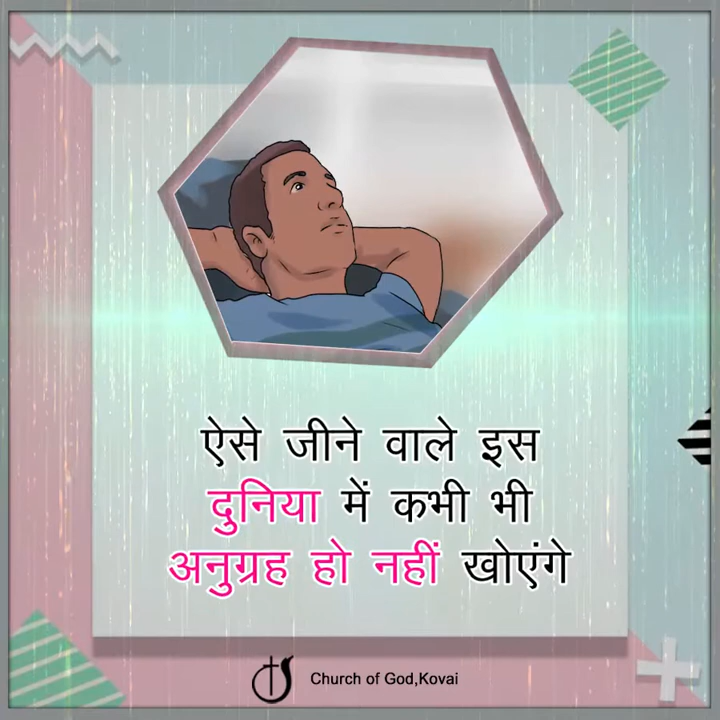 ऐसे जीने वाले इस
दुनिया में कभी भी
अनुग्रह हो नहीं खोएंगे
Church of God,Kovai